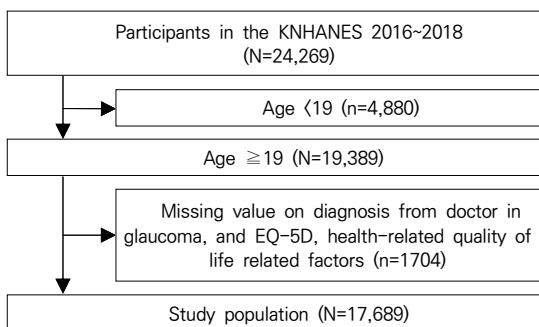 Participants in the KNHANES 2016~2018
(N=24,269)
Age <19 (n=4,880)
Age ≧19 (N=19,389)
Missing value on diagnosis from doctor in
glaucoma, and EQ-5D, health-related quality of
life related factors (n=1704)
Study population (N=17,689)